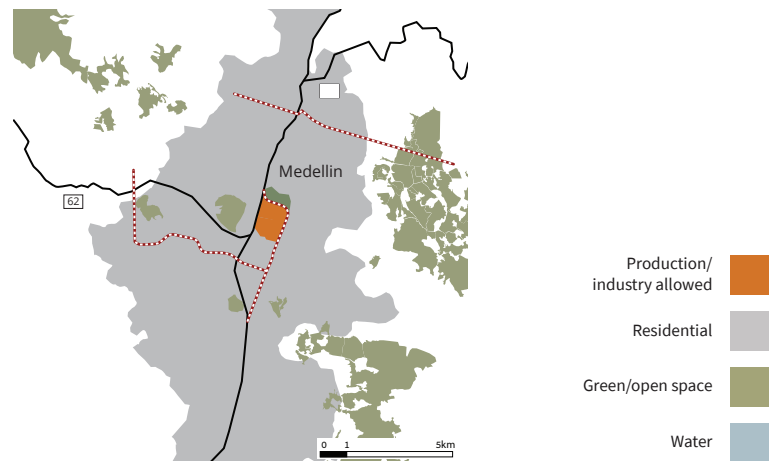 Medellin
62
Production/
industry allowed
Residential
Green/open space
Water
0 1 5km